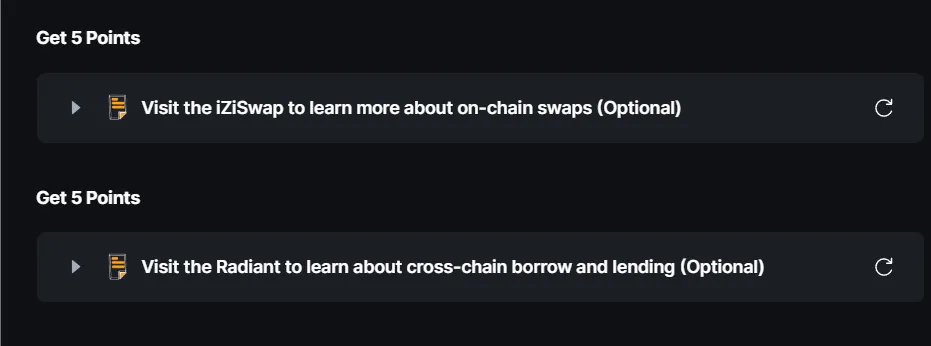 Get 5 Points
Visit the iZiSwap to learn more about on-chain swaps (Optional)
Get 5 Points
Visit the Radiant to learn about cross-chain borrow and lending (Optional)